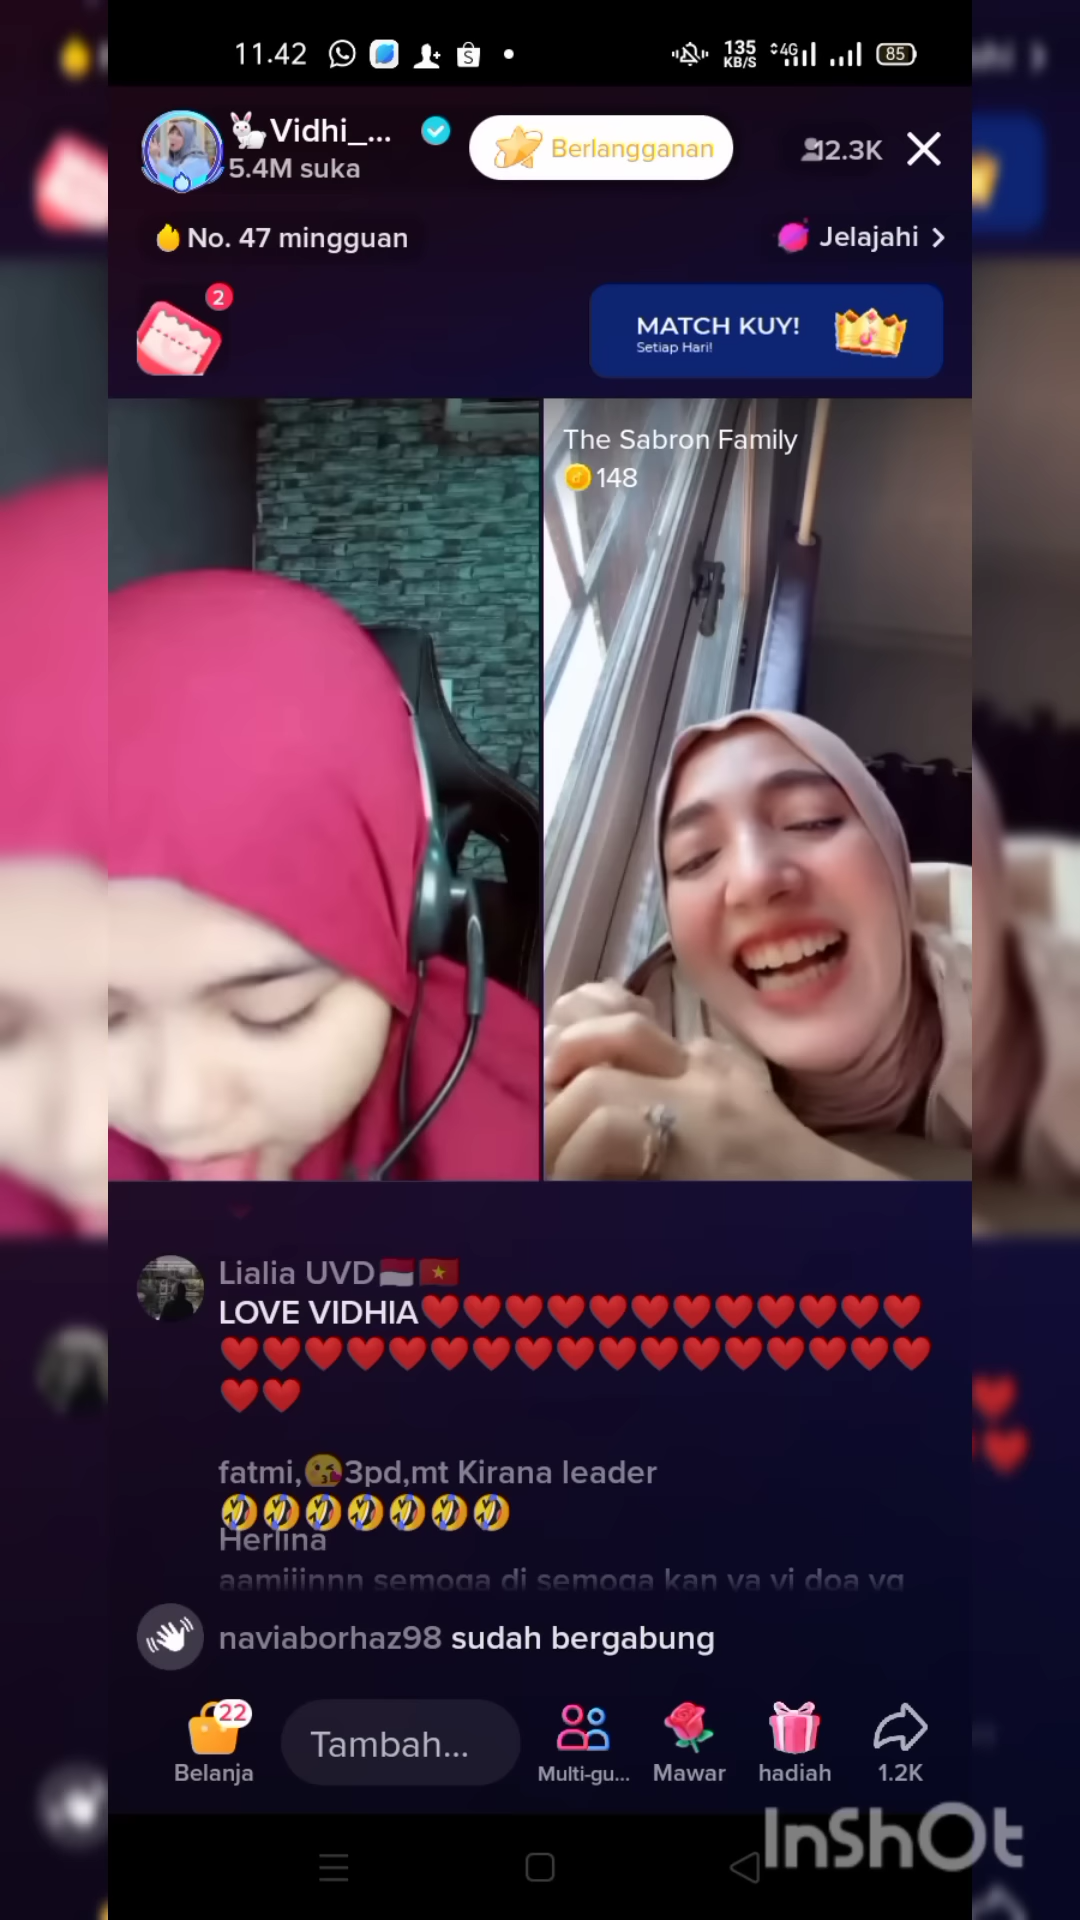 11.42
135
KB/S
4G
85
Vidhi_...
5.4M suka
Berlangganan
12.3K
No. 47 mingguan
Jelajahi
2
MATCH KUY!
Setiap Hari!
The Sabron Family
148
Lialia UVD
LOVE VIDHIA
fatmi,😘3pd,mt Kirana leader
Herlina
aamiiinnn semoga di semoga kan ya vi doa yg
naviaborhaz98 sudah bergabung
22
Belanja
Tambah...
Multi-gu...
Mawar
hadiah
1.2K
InShOt